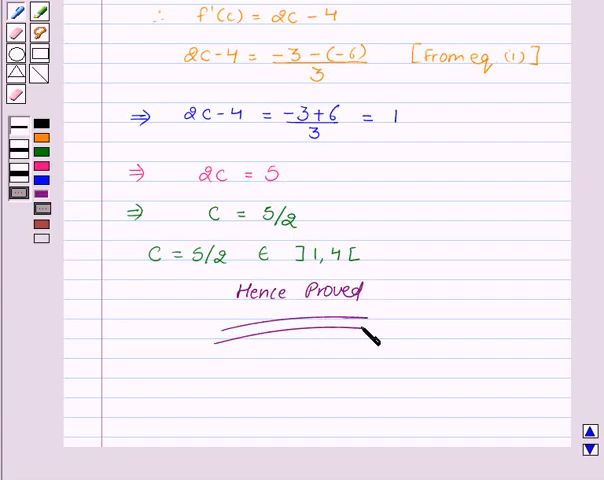 ∴ f'(c) = 2c - 4
2c - 4 = -3 - (-6) / 3 [From eq (1)]
⇒ 2c - 4 = -3 + 6 / 3 = 1
⇒ 2c = 5
⇒ c = 5/2
c = 5/2 ∈ ]1, 4[
Hence Proved